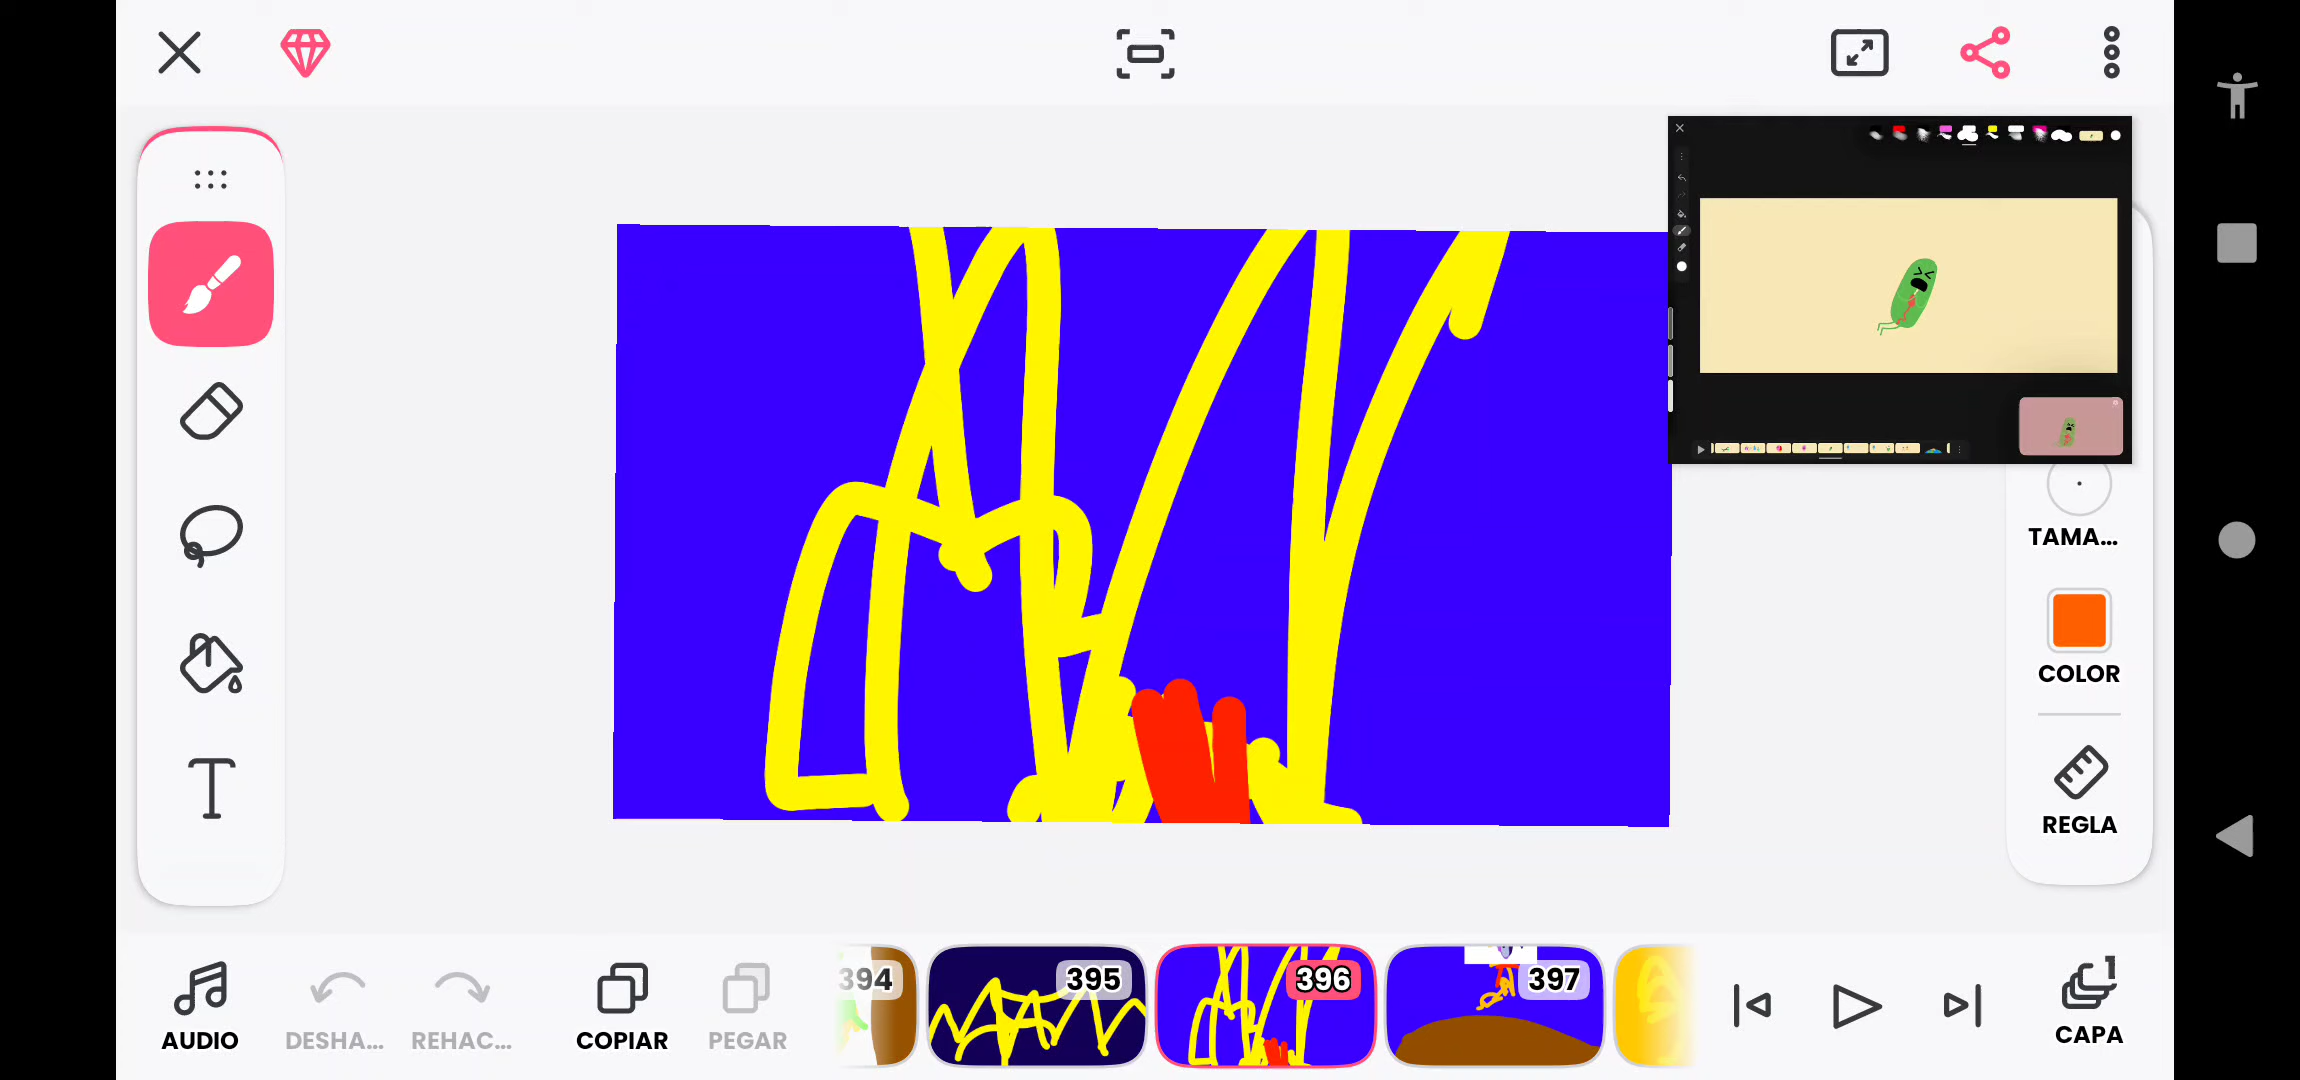 TAMA...
COLOR
REGLA
394
395
396
397
1
AUDIO
DESHA...
REHAC...
COPIAR
PEGAR
CAPA